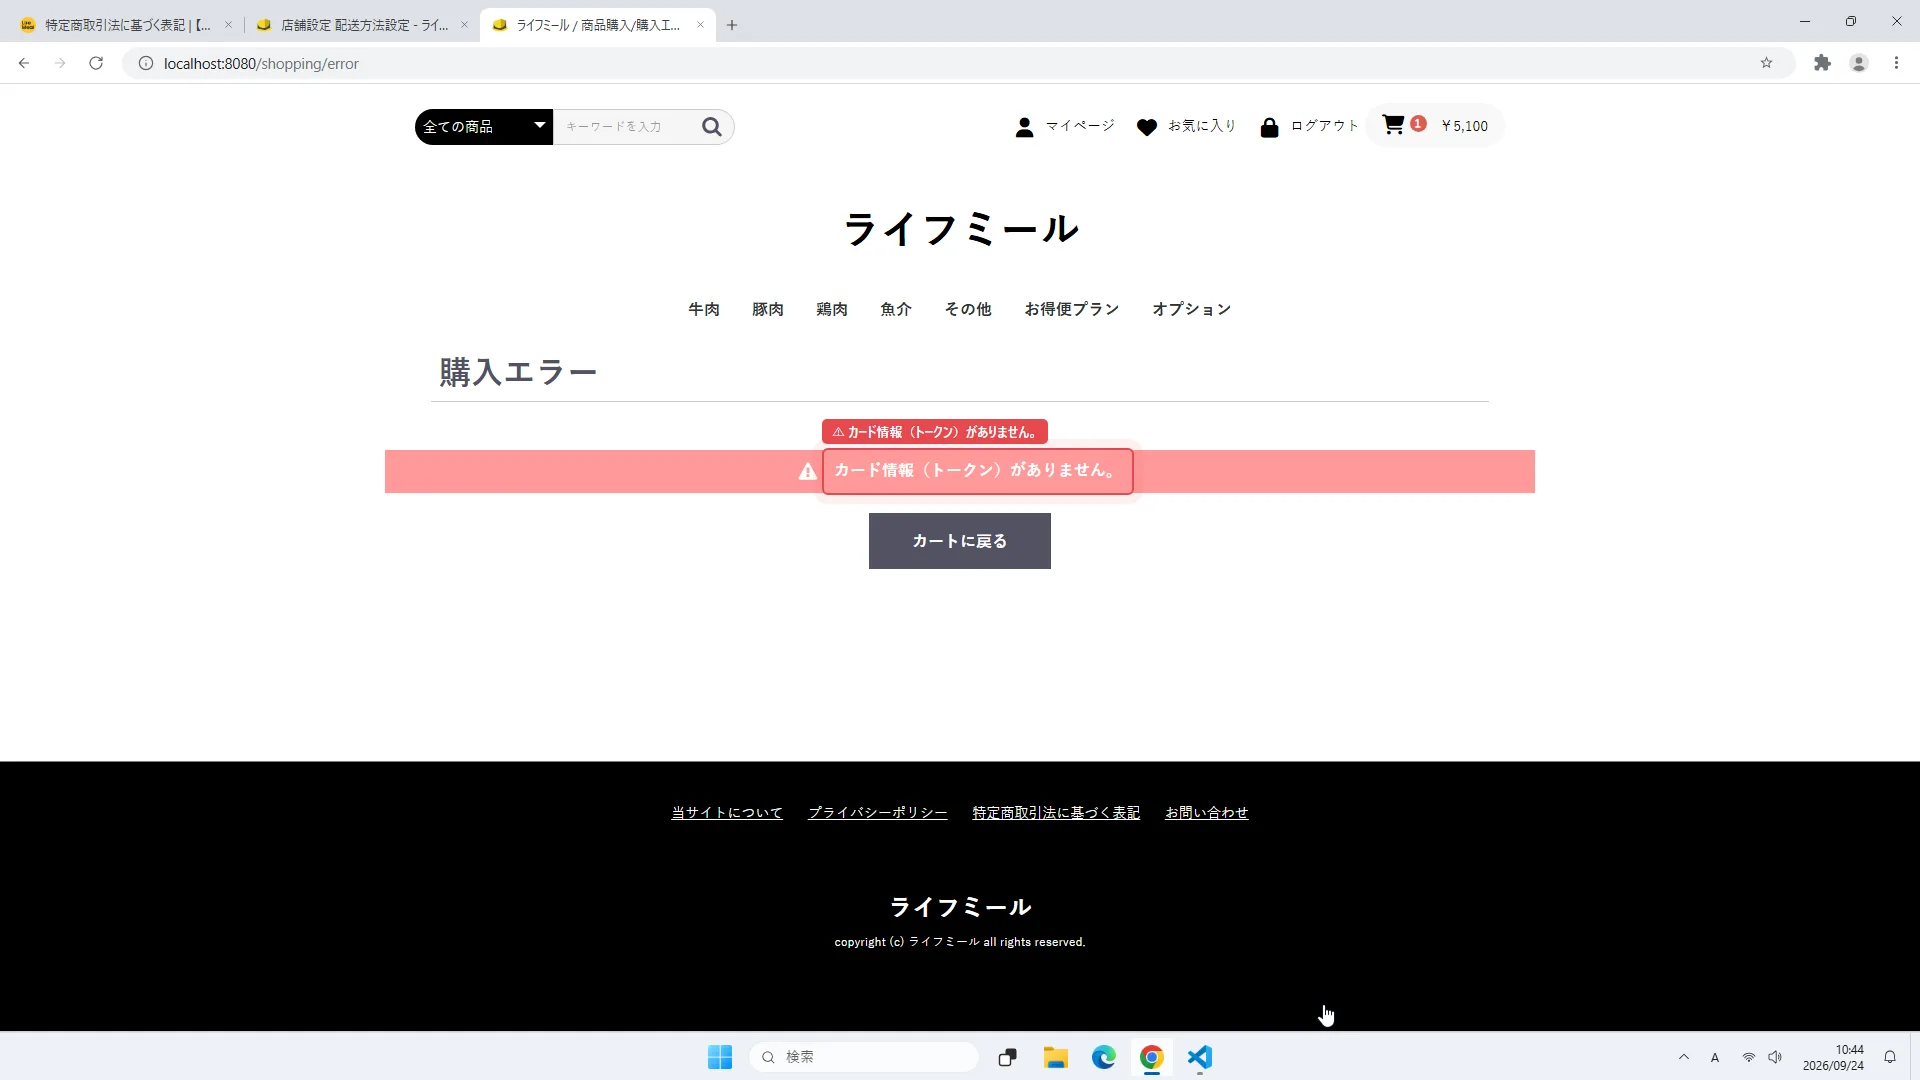 特定商取引法に基づく表記 | 【...
店舗設定 配送方法設定 - ライ...
ライフミール / 商品購入/購入エ...
localhost:8080/shopping/error
全ての商品
キーワードを入力
マイページ
お気に入り
ログアウト
1
￥5,100
ライフミール
牛肉
豚肉
鶏肉
魚介
その他
お得便プラン
オプション
購入エラー
⚠ カード情報（トークン）がありません。
カード情報（トークン）がありません。
カートに戻る
当サイトについて
プライバシーポリシー
特定商取引法に基づく表記
お問い合わせ
ライフミール
copyright (c) ライフミール all rights reserved.
検索
A
10:44
2026/09/24